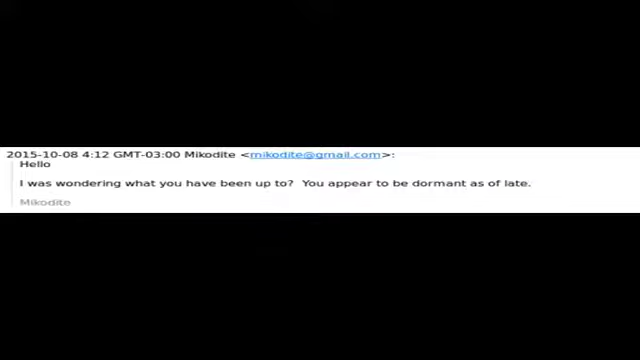 2015-10-08 4:12 GMT-03:00 Mikodite <mikodite@gmail.com>:
Hello
I was wondering what you have been up to?  You appear to be dormant as of late.
Mikodite